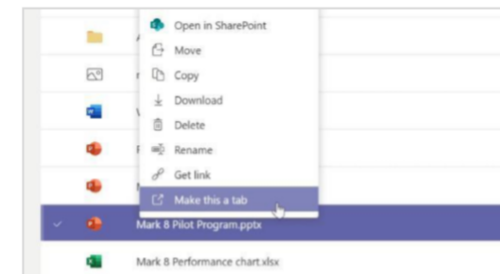 Open in SharePoint
Move
Copy
Download
Delete
Rename
Get link
Make this a tab
Mark 8 Pilot Program.pptx
Mark 8 Performance chart.xlsx